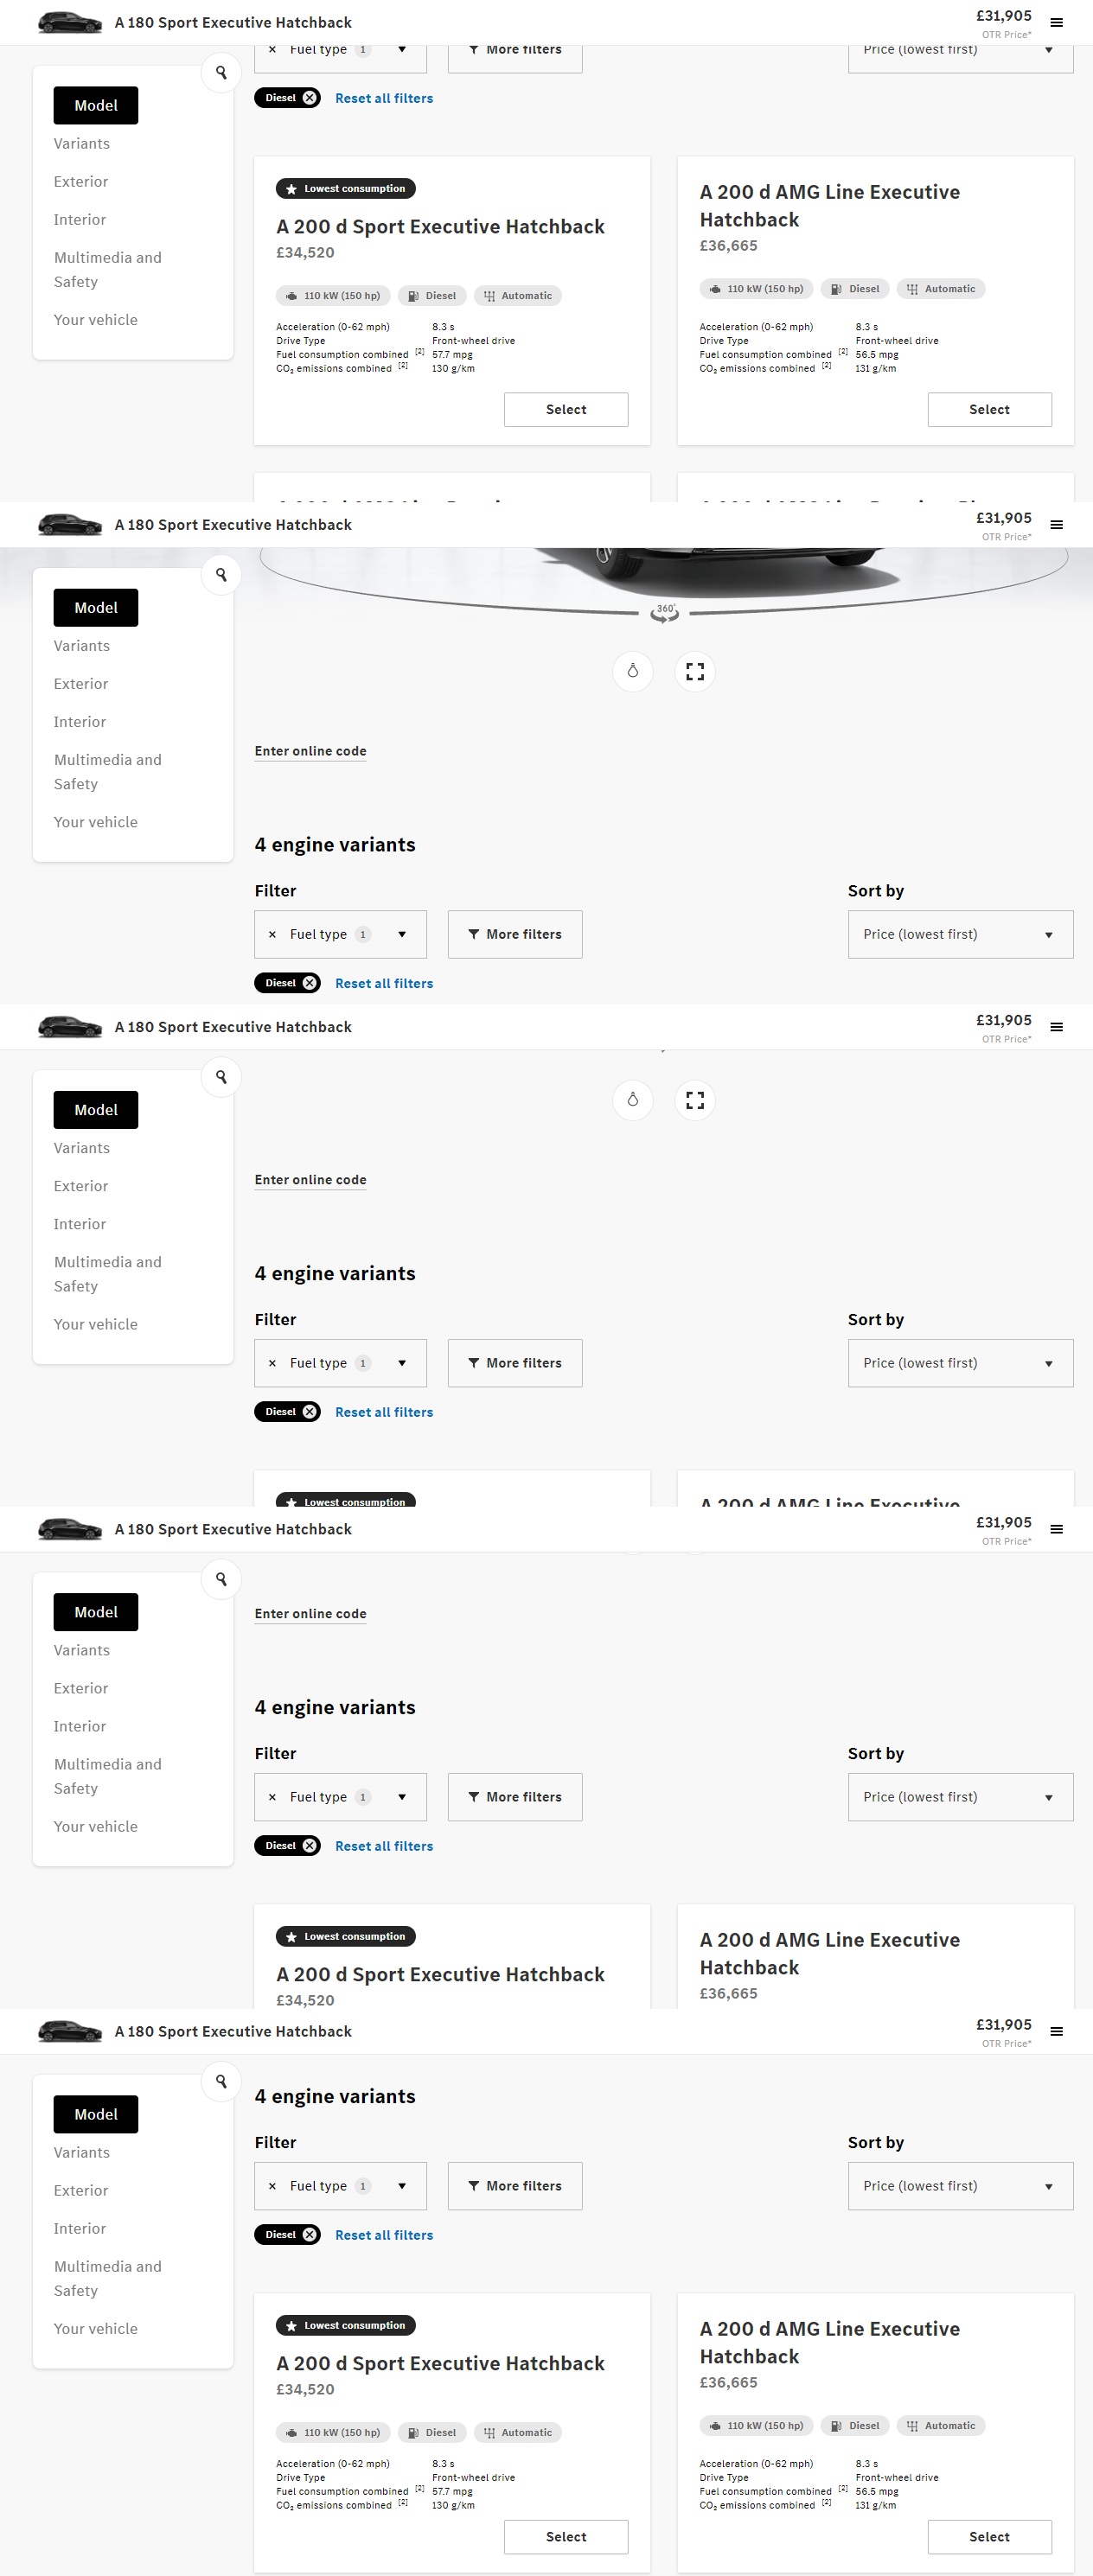 A 180 Sport Executive Hatchback
£31,905
OTR Price*
Fuel type 1
More filters
Price (lowest first)
Model
Variants
Exterior
Interior
Multimedia and
Safety
Your vehicle
Diesel
Reset all filters
Lowest consumption
A 200 d Sport Executive Hatchback
£34,520
110 kW (150 hp) Diesel Automatic
Acceleration (0-62 mph) 8.3 s
Drive Type Front-wheel drive
Fuel consumption combined [2] 57.7 mpg
CO₂ emissions combined [2] 130 g/km
Select
A 200 d AMG Line Executive
Hatchback
£36,665
110 kW (150 hp) Diesel Automatic
Acceleration (0-62 mph) 8.3 s
Drive Type Front-wheel drive
Fuel consumption combined [2] 56.5 mpg
CO₂ emissions combined [2] 131 g/km
Select
A 180 Sport Executive Hatchback
£31,905
OTR Price*
Model
Variants
Exterior
Interior
Multimedia and
Safety
Your vehicle
360°
Enter online code
4 engine variants
Filter
Sort by
Fuel type 1
More filters
Price (lowest first)
Diesel
Reset all filters
A 180 Sport Executive Hatchback
£31,905
OTR Price*
Model
Variants
Exterior
Interior
Multimedia and
Safety
Your vehicle
Enter online code
4 engine variants
Filter
Sort by
Fuel type 1
More filters
Price (lowest first)
Diesel
Reset all filters
Lowest consumption
A 200 d AMG Line Executive
A 180 Sport Executive Hatchback
£31,905
OTR Price*
Model
Variants
Exterior
Interior
Multimedia and
Safety
Your vehicle
Enter online code
4 engine variants
Filter
Sort by
Fuel type 1
More filters
Price (lowest first)
Diesel
Reset all filters
Lowest consumption
A 200 d Sport Executive Hatchback
£34,520
A 200 d AMG Line Executive
Hatchback
£36,665
A 180 Sport Executive Hatchback
£31,905
OTR Price*
Model
Variants
Exterior
Interior
Multimedia and
Safety
Your vehicle
4 engine variants
Filter
Sort by
Fuel type 1
More filters
Price (lowest first)
Diesel
Reset all filters
Lowest consumption
A 200 d Sport Executive Hatchback
£34,520
110 kW (150 hp) Diesel Automatic
Acceleration (0-62 mph) 8.3 s
Drive Type Front-wheel drive
Fuel consumption combined [2] 57.7 mpg
CO₂ emissions combined [2] 130 g/km
Select
A 200 d AMG Line Executive
Hatchback
£36,665
110 kW (150 hp) Diesel Automatic
Acceleration (0-62 mph) 8.3 s
Drive Type Front-wheel drive
Fuel consumption combined [2] 56.5 mpg
CO₂ emissions combined [2] 131 g/km
Select